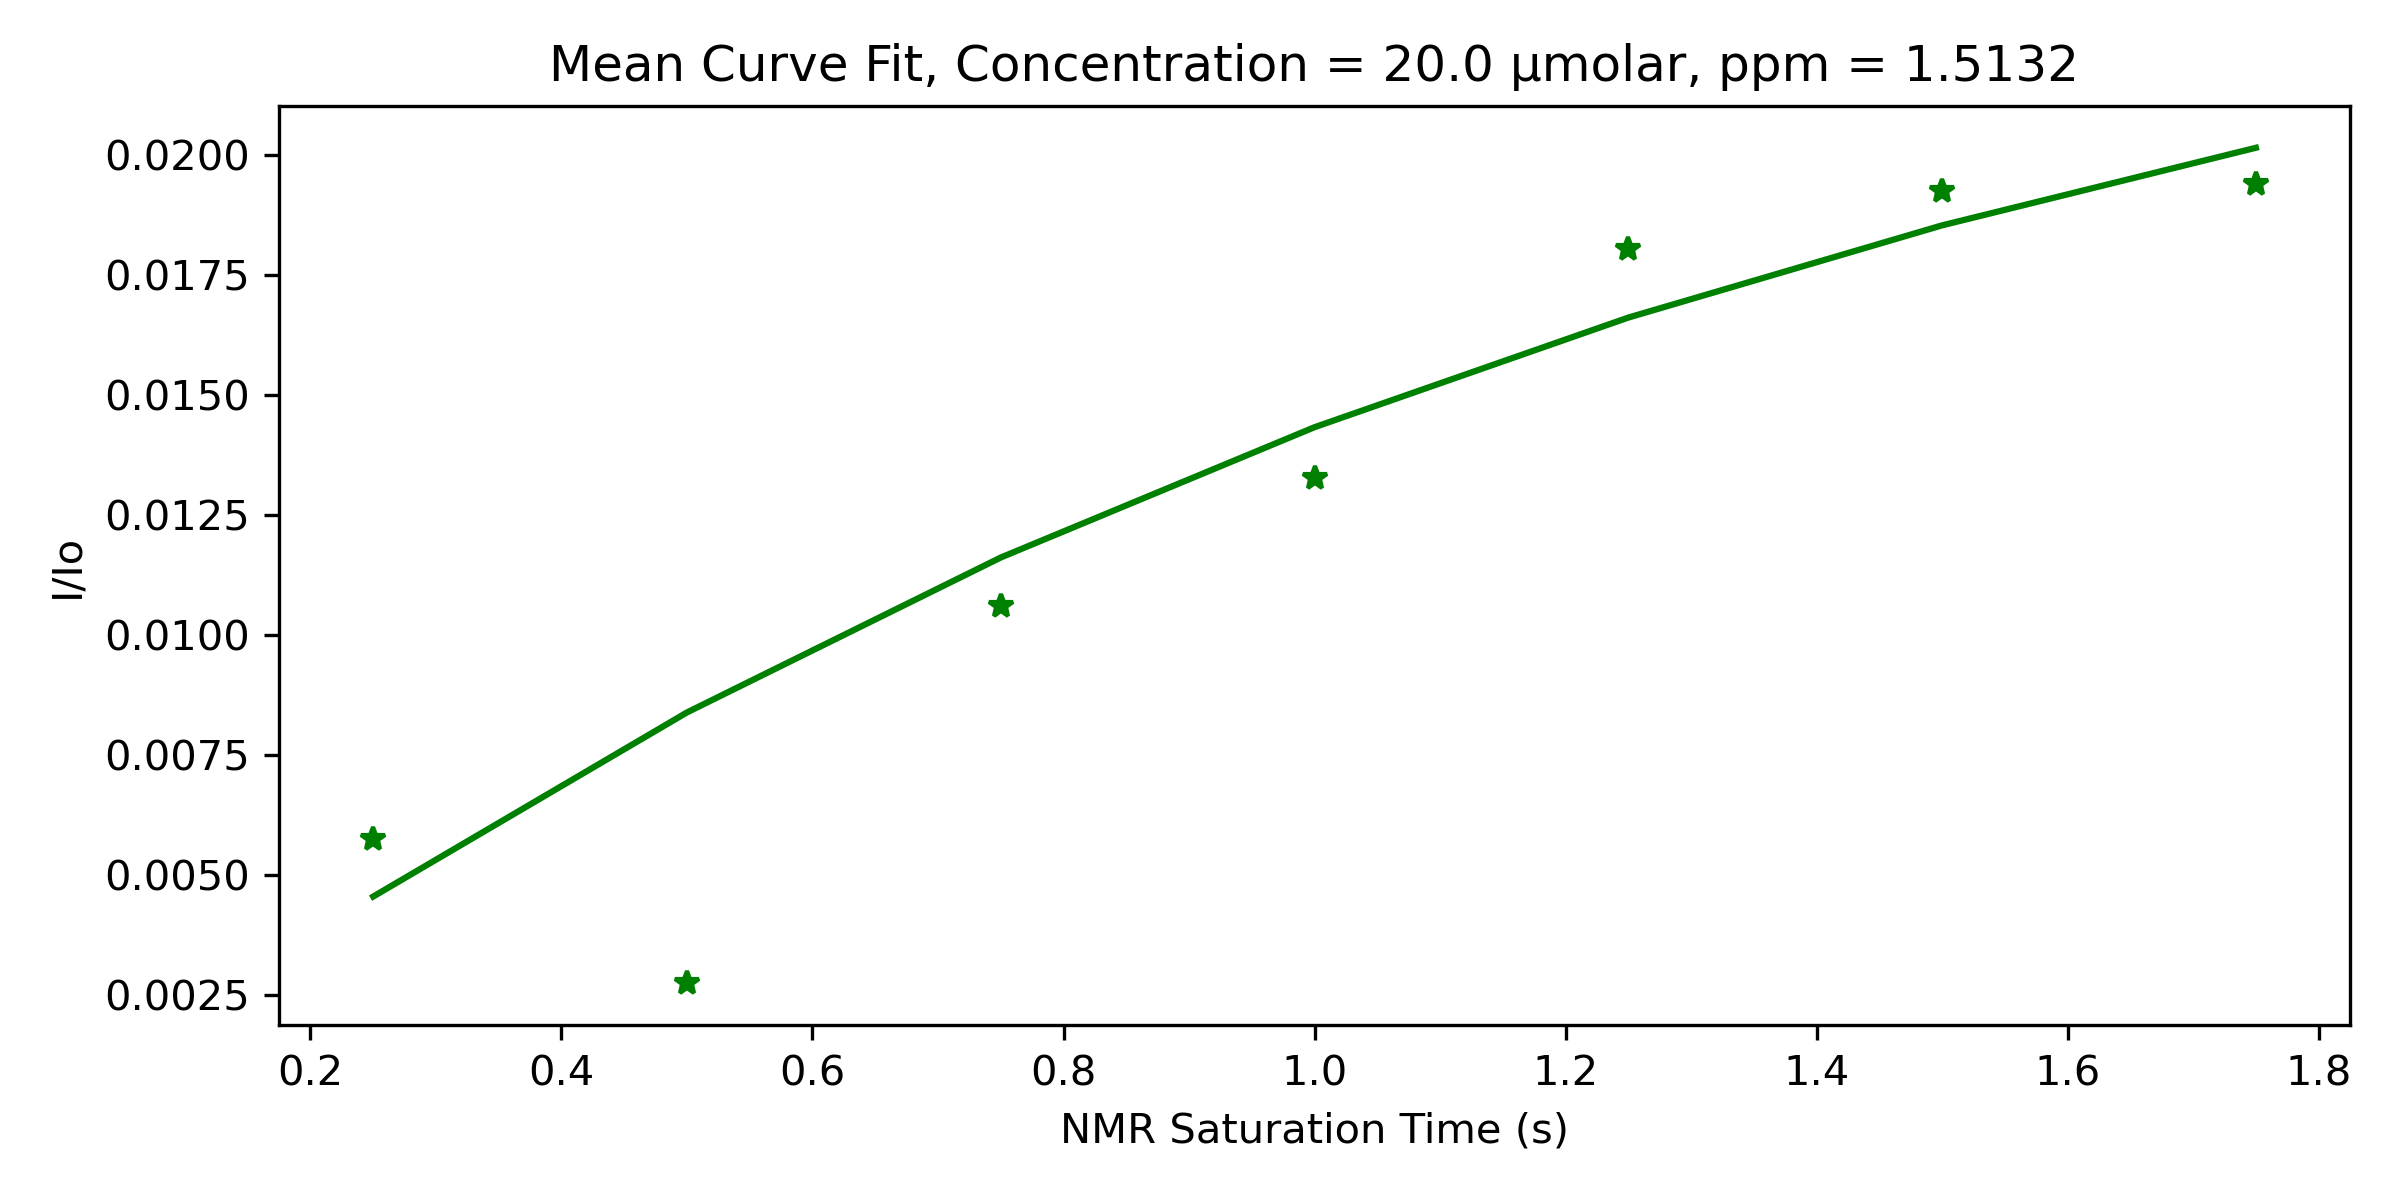 Mean Curve Fit, Concentration = 20.0 µmolar, ppm = 1.5132
0.0200
0.0175
0.0150
0.0125
0.0100
0.0075
0.0050
0.0025
I/Io
0.2 0.4 0.6 0.8 1.0 1.2 1.4 1.6 1.8
NMR Saturation Time (s)